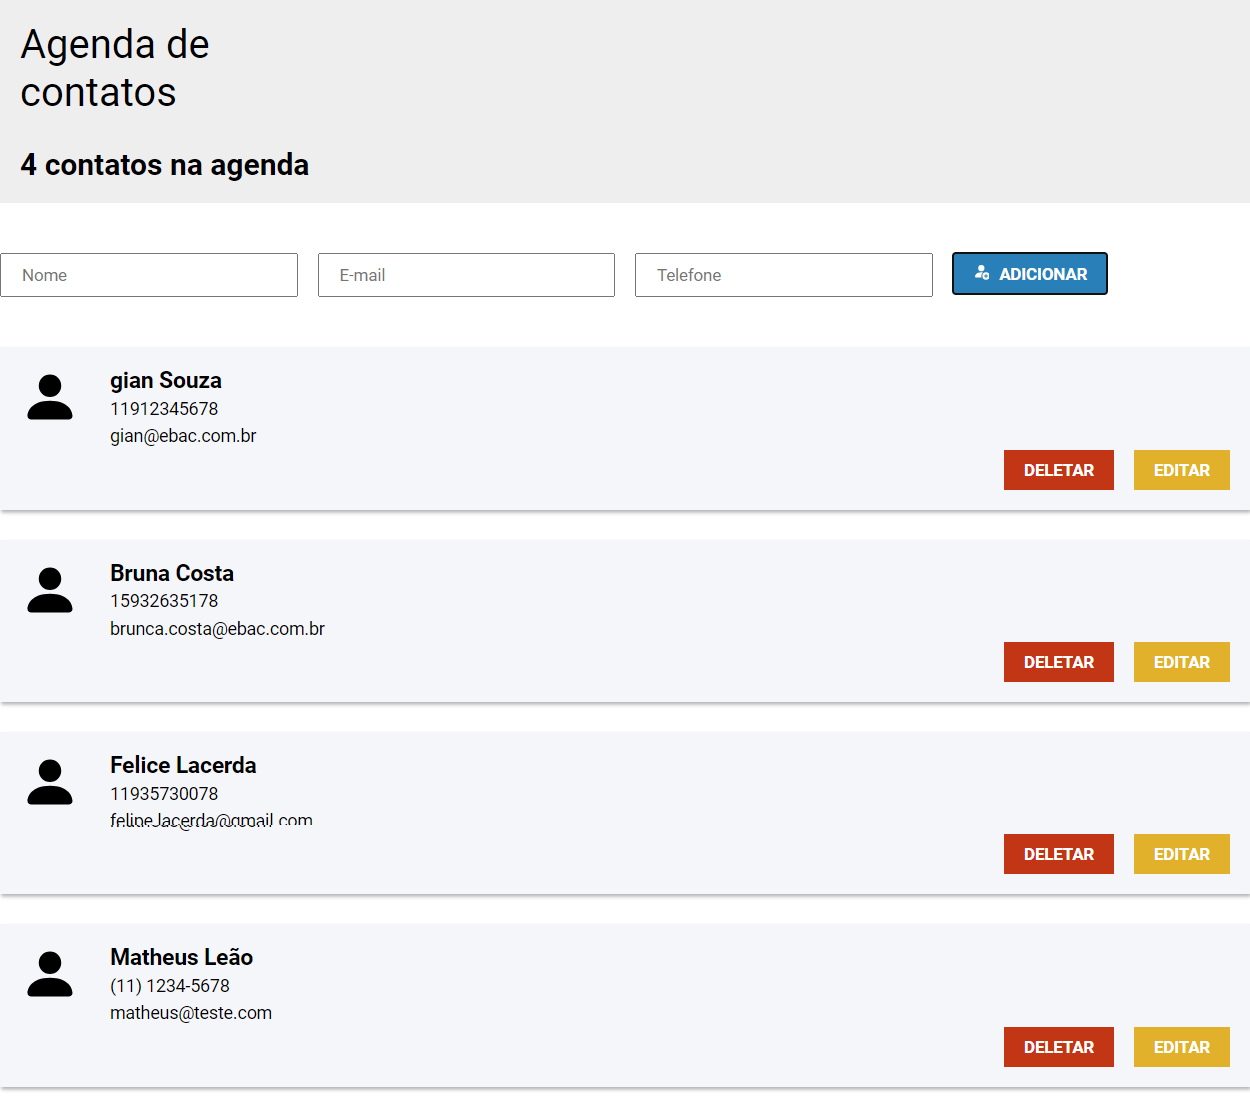 Agenda de
contatos
4 contatos na agenda
Nome
E-mail
Telefone
ADICIONAR
gian Souza
11912345678
gian@ebac.com.br
DELETAR
EDITAR
Bruna Costa
15932635178
brunca.costa@ebac.com.br
DELETAR
EDITAR
Felice Lacerda
11935730078
felipe.lacerda@gmail.com
DELETAR
EDITAR
Matheus Leão
(11) 1234-5678
matheus@teste.com
DELETAR
EDITAR